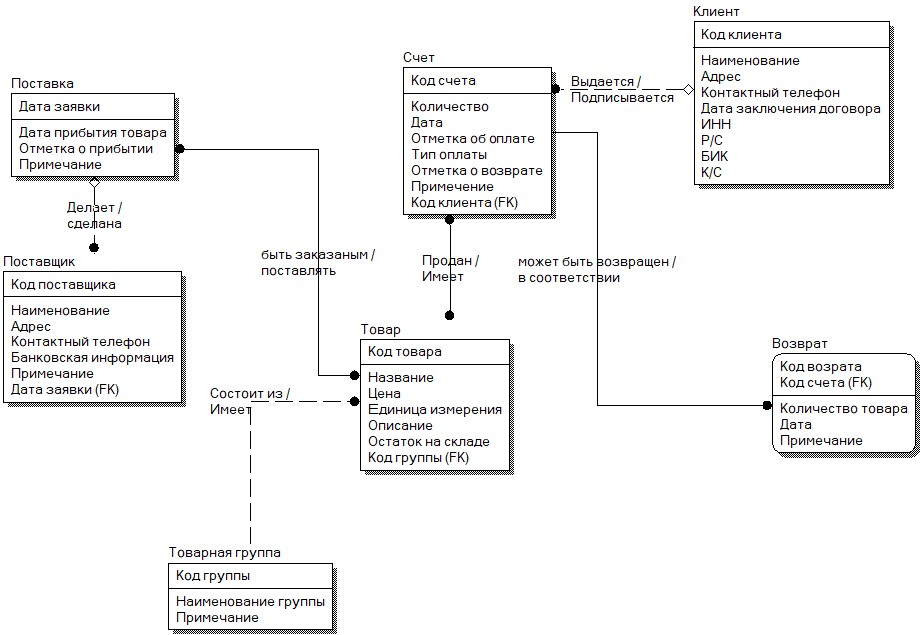 Клиент
Код клиента
Наименование
Адрес
Контактный телефон
Дата заключения договора
ИНН
Р/С
БИК
К/С
Счет
Код счета
Количество
Дата
Отметка об оплате
Тип оплаты
Отметка о возврате
Примечение
Код клиента (FK)
Выдается /
Подписывается
Поставка
Дата заявки
Дата прибытия товара
Отметка о прибытии
Примечание
Делает /
сделана
Поставщик
Код поставщика
Наименование
Адрес
Контактный телефон
Банковская информация
Примечание
Дата заявки (FK)
быть заказаным /
поставлять
Продан /
Имеет
может быть возвращен /
в соответствии
Товар
Код товара
Название
Цена
Единица измерения
Описание
Остаток на складе
Код группы (FK)
Состоит из /
Имеет
Возврат
Код возрата
Код счета (FK)
Количество товара
Дата
Примечание
Товарная группа
Код группы
Наименование группы
Примечание